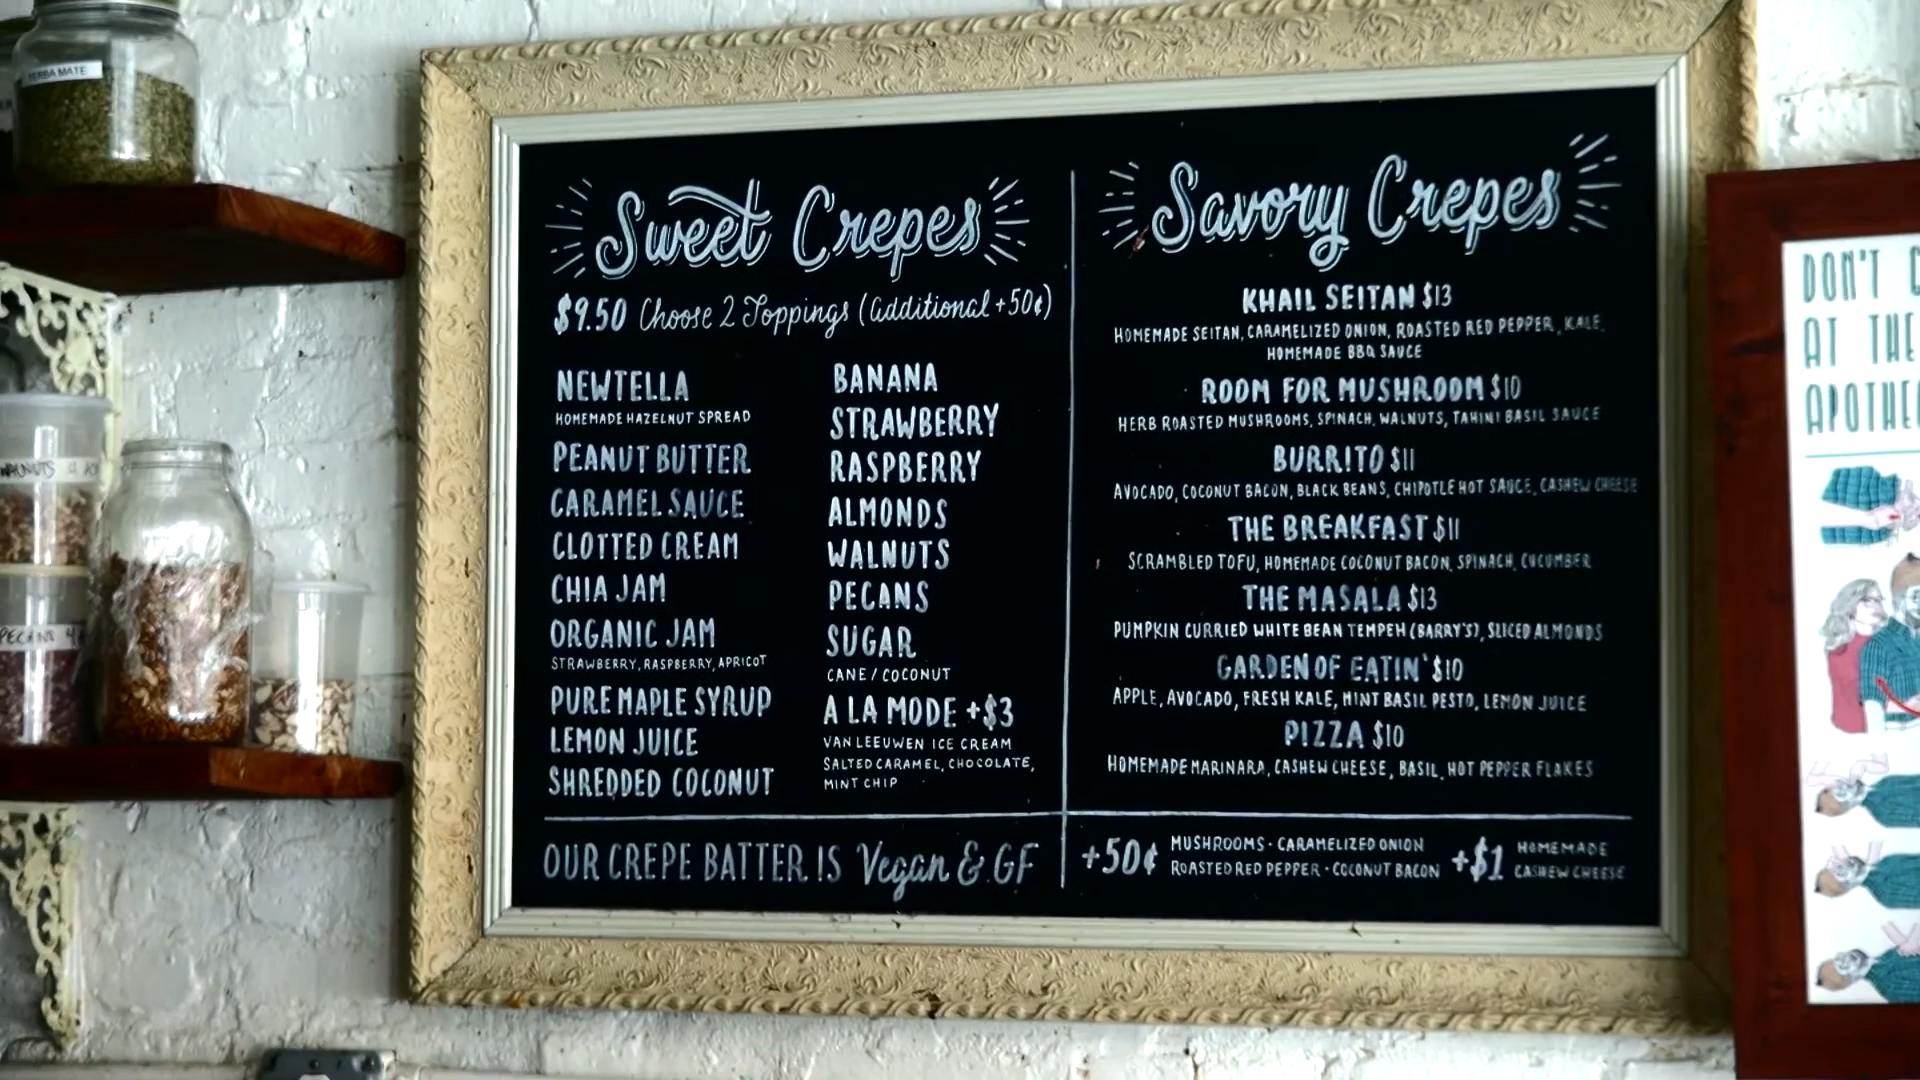 YERBA MATE
WALNUTS
Sweet Crepes
$9.50 Choose 2 Toppings (additional +50¢)
NEWTELLA
HOMEMADE HAZELNUT SPREAD
PEANUT BUTTER
CARAMEL SAUCE
CLOTTED CREAM
CHIA JAM
ORGANIC JAM
STRAWBERRY, RASPBERRY, APRICOT
PURE MAPLE SYRUP
LEMON JUICE
SHREDDED COCONUT
BANANA
STRAWBERRY
RASPBERRY
ALMONDS
WALNUTS
PECANS
SUGAR
CANE / COCONUT
A LA MODE +$3
VAN LEEUWEN ICE CREAM
SALTED CARAMEL, CHOCOLATE,
MINT CHIP
OUR CREPE BATTER IS Vegan & GF
Savory Crepes
KHAIL SEITAN $13
HOMEMADE SEITAN, CARAMELIZED ONION, ROASTED RED PEPPER, KALE,
HOMEMADE BBQ SAUCE
ROOM FOR MUSHROOM $10
HERB ROASTED MUSHROOMS, SPINACH, WALNUTS, TAHINI BASIL SAUCE
BURRITO $11
AVOCADO, COCONUT BACON, BLACK BEANS, CHIPOTLE HOT SAUCE, CASHEW CHEESE
THE BREAKFAST $11
SCRAMBLED TOFU, HOMEMADE COCONUT BACON, SPINACH, CUCUMBER
THE MASALA $13
PUMPKIN CURRIED WHITE BEAN TEMPEH (BARRY'S), SLICED ALMONDS
GARDEN OF EATIN' $10
APPLE, AVOCADO, FRESH KALE, MINT BASIL PESTO, LEMON JUICE
PIZZA $10
HOMEMADE MARINARA, CASHEW CHEESE, BASIL, HOT PEPPER FLAKES
+50¢ MUSHROOMS · CARAMELIZED ONION
ROASTED RED PEPPER · COCONUT BACON
+$1 HOMEMADE
CASHEW CHEESE
DON'T
AT THE